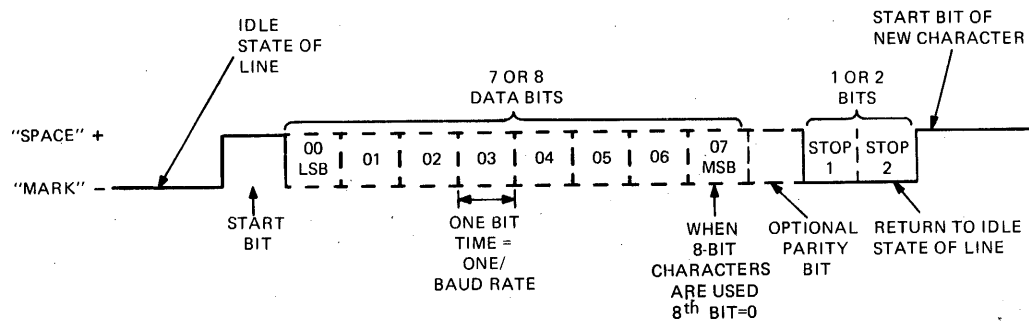 IDLE
STATE OF
LINE
START BIT OF
NEW CHARACTER
7 OR 8
DATA BITS
1 OR 2
BITS
"SPACE" +
"MARK" –
00
LSB
01
02
03
04
05
06
07
MSB
STOP
1
STOP
2
START
BIT
ONE BIT
TIME =
ONE/
BAUD RATE
WHEN
8-BIT
CHARACTERS
ARE USED
8th BIT=0
OPTIONAL
PARITY
BIT
RETURN TO IDLE
STATE OF LINE